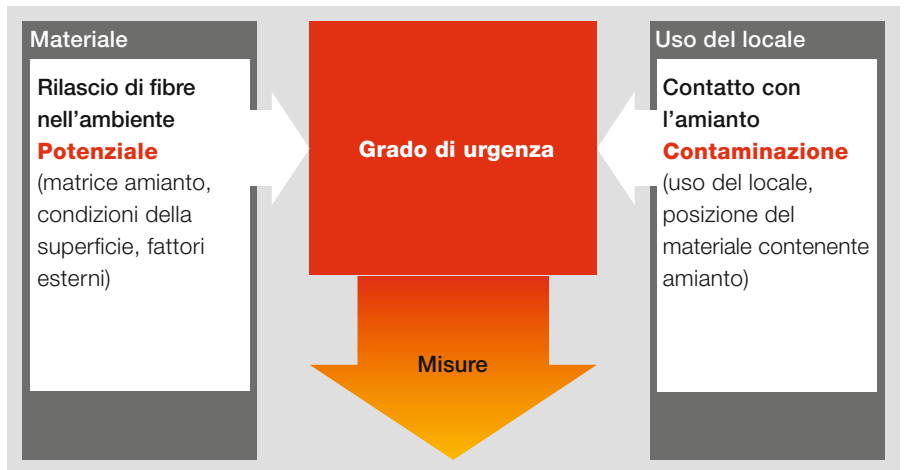 Materiale
Rilascio di fibre
nell'ambiente
Potenziale
(matrice amianto,
condizioni della
superficie, fattori
esterni)
Grado di urgenza
Misure
Uso del locale
Contatto con
l'amianto
Contaminazione
(uso del locale,
posizione del
materiale contenente
amianto)